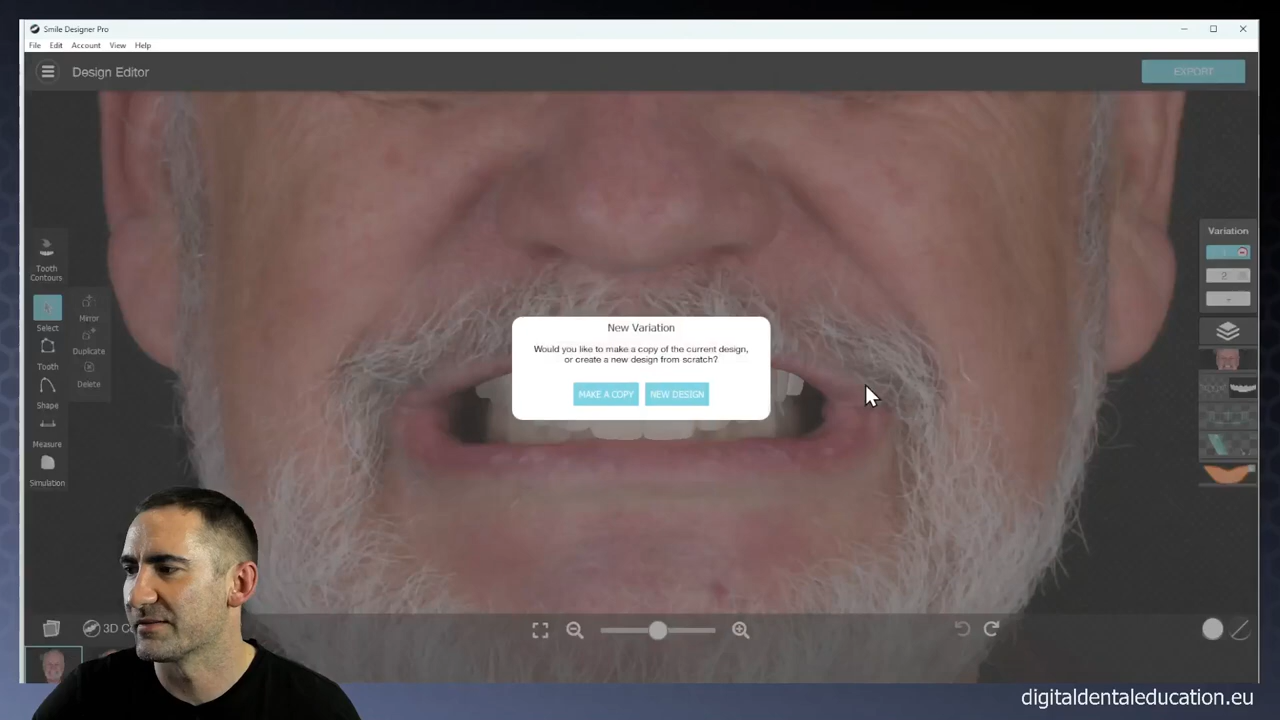 Smile Designer Pro
File Edit Account View Help
Design Editor
EXPORT
Tooth
Contours
Select
Tooth
Shape
Measure
Simulation
Mirror
Duplicate
Delete
New Variation
Would you like to make a copy of the current design,
or create a new design from scratch?
MAKE A COPY NEW DESIGN
Variation
2
3D
digitaldentaleducation.eu